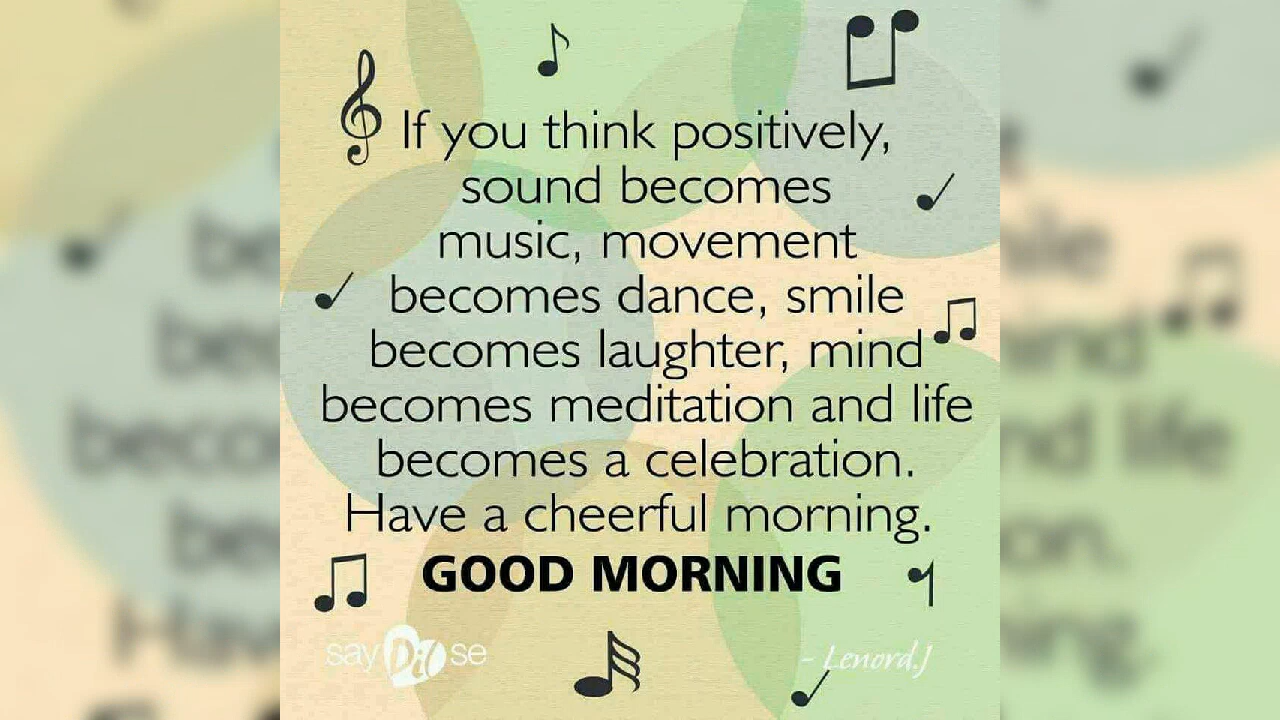 If you think positively,
sound becomes
music, movement
becomes dance, smile
becomes laughter, mind
becomes meditation and life
becomes a celebration.
Have a cheerful morning.
GOOD MORNING
say Dil se
- Lenord.J